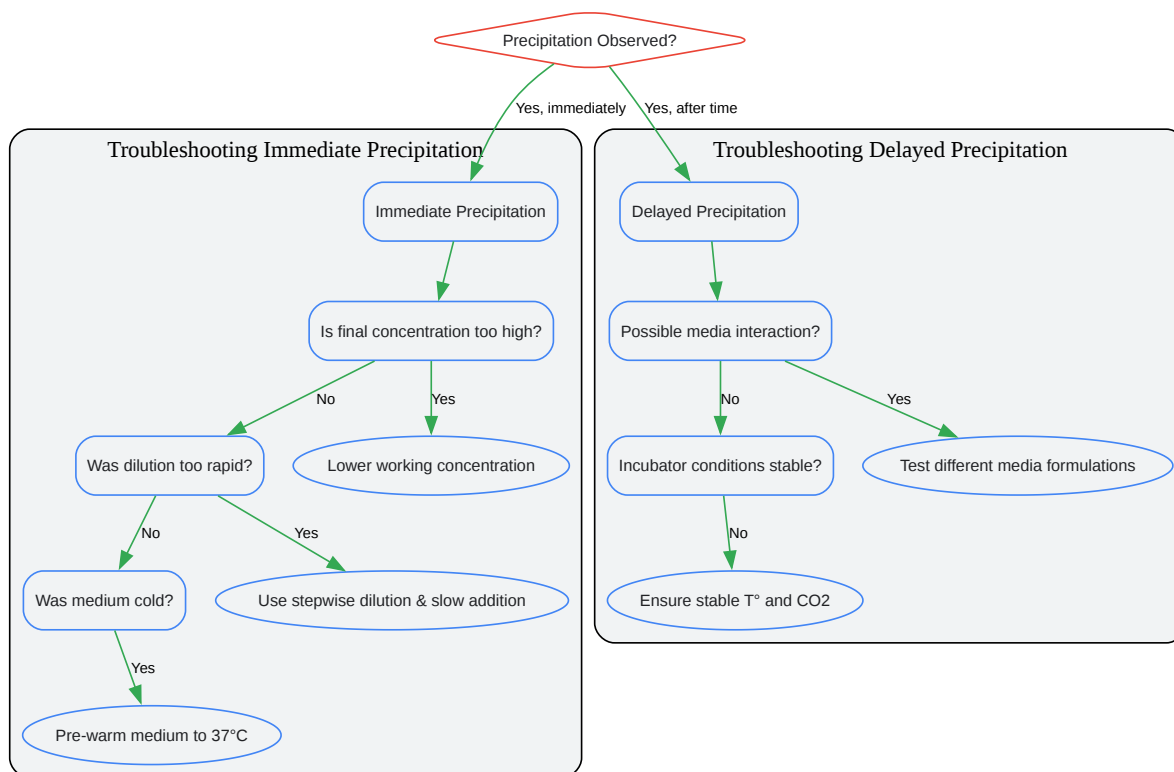 Precipitation Observed?
Yes, immediately
Yes, after time
Troubleshooting Immediate Precipitation
Immediate Precipitation
Is final concentration too high?
No
Yes
Was dilution too rapid?
Lower working concentration
No
Yes
Was medium cold?
Use stepwise dilution & slow addition
Yes
Pre-warm medium to 37°C
Troubleshooting Delayed Precipitation
Delayed Precipitation
Possible media interaction?
No
Yes
Incubator conditions stable?
Test different media formulations
No
Ensure stable T° and CO2